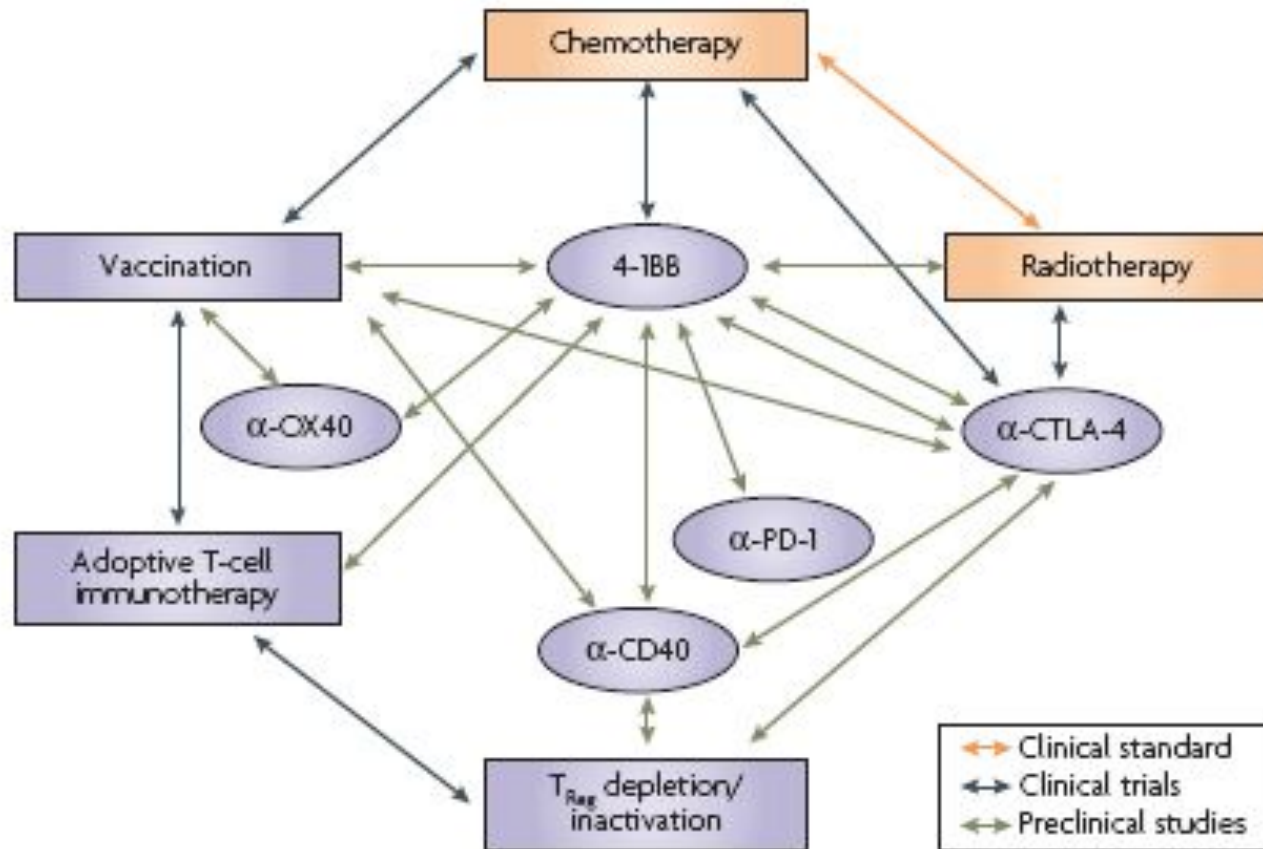 Chemotherapy
Vaccination
4-1BB
Radiotherapy
α-OX40
α-CTLA-4
α-PD-1
Adoptive T-cell
immunotherapy
α-CD40
TReg depletion/
inactivation
Clinical standard
Clinical trials
Preclinical studies